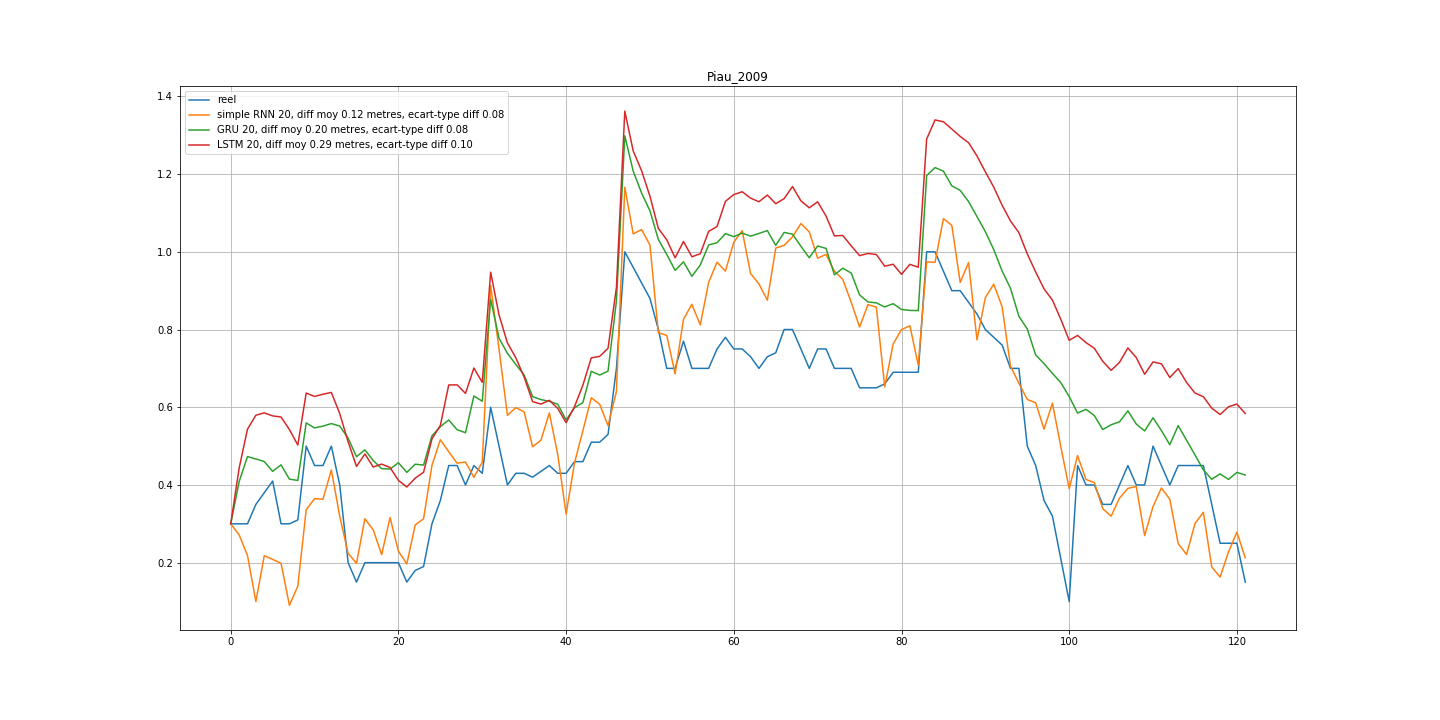 Piau_2009
reel
simple RNN 20, diff moy 0.12 metres, ecart-type diff 0.08
GRU 20, diff moy 0.20 metres, ecart-type diff 0.08
LSTM 20, diff moy 0.29 metres, ecart-type diff 0.10
1.4
1.2
1.0
0.8
0.6
0.4
0.2
0 20 40 60 80 100 120